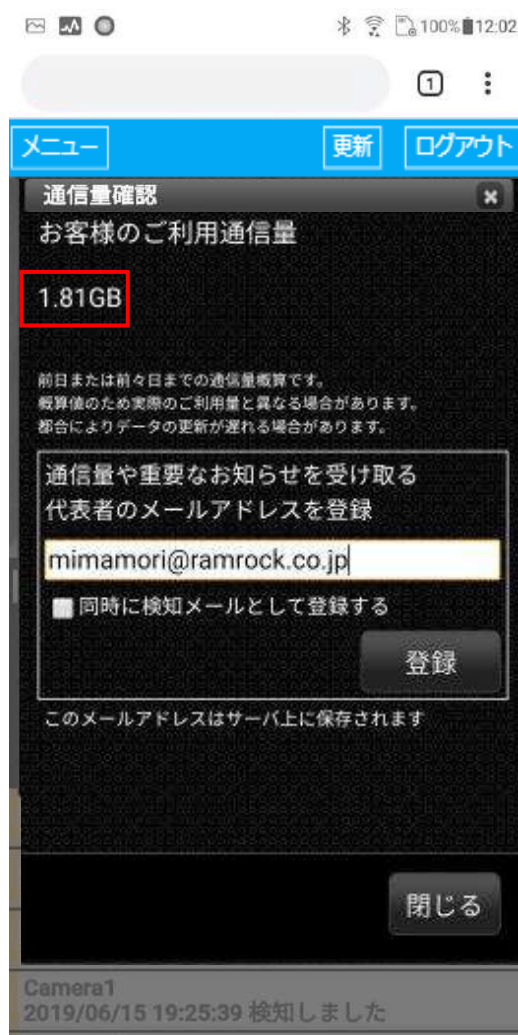 100% 12:02
1
メニュー 更新 ログアウト
通信量確認
お客様のご利用通信量
1.81GB
前日または前々日までの通信量概算です。
概算値のため実際のご利用量と異なる場合があります。
都合によりデータの更新が遅れる場合があります。
通信量や重要なお知らせを受け取る
代表者のメールアドレスを登録
mimamori@ramrock.co.jp
同時に検知メールとして登録する
登録
このメールアドレスはサーバ上に保存されます
閉じる
Camera1
2019/06/15 19:25:39 検知しました